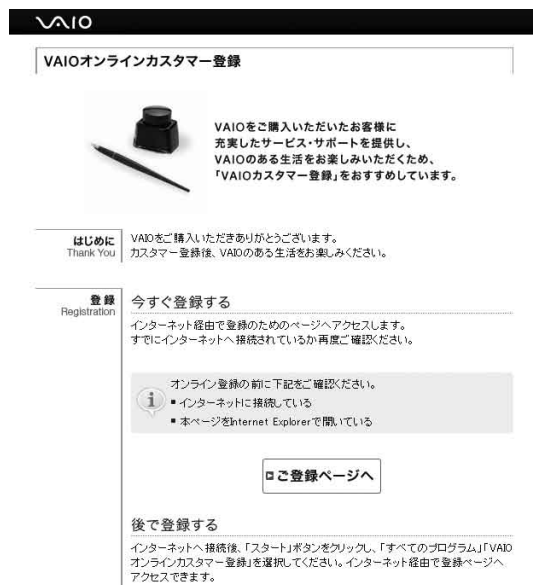 VAIO
VAIOオンラインカスタマー登録
VAIOをご購入いただいたお客様に
充実したサービス・サポートを提供し、
VAIOのある生活をお楽しみいただくため、
「VAIOカスタマー登録」をおすすめしています。
はじめに
Thank You
VAIOをご購入いただきありがとうございます。
カスタマー登録後、VAIOのある生活をお楽しみください。
登録
Registration
今すぐ登録する
インターネット経由で登録のためのページへアクセスします。
すでにインターネットへ接続されているか再度ご確認ください。
オンライン登録の前に下記をご確認ください。
■ インターネットに接続している
■ 本ページをInternet Explorerで開いている
ご登録ページへ
後で登録する
インターネットへ接続後、「スタート」ボタンをクリックし、「すべてのプログラム」「VAIO
オンラインカスタマー登録」を選択してください。インターネット経由で登録ページへ
アクセスできます。